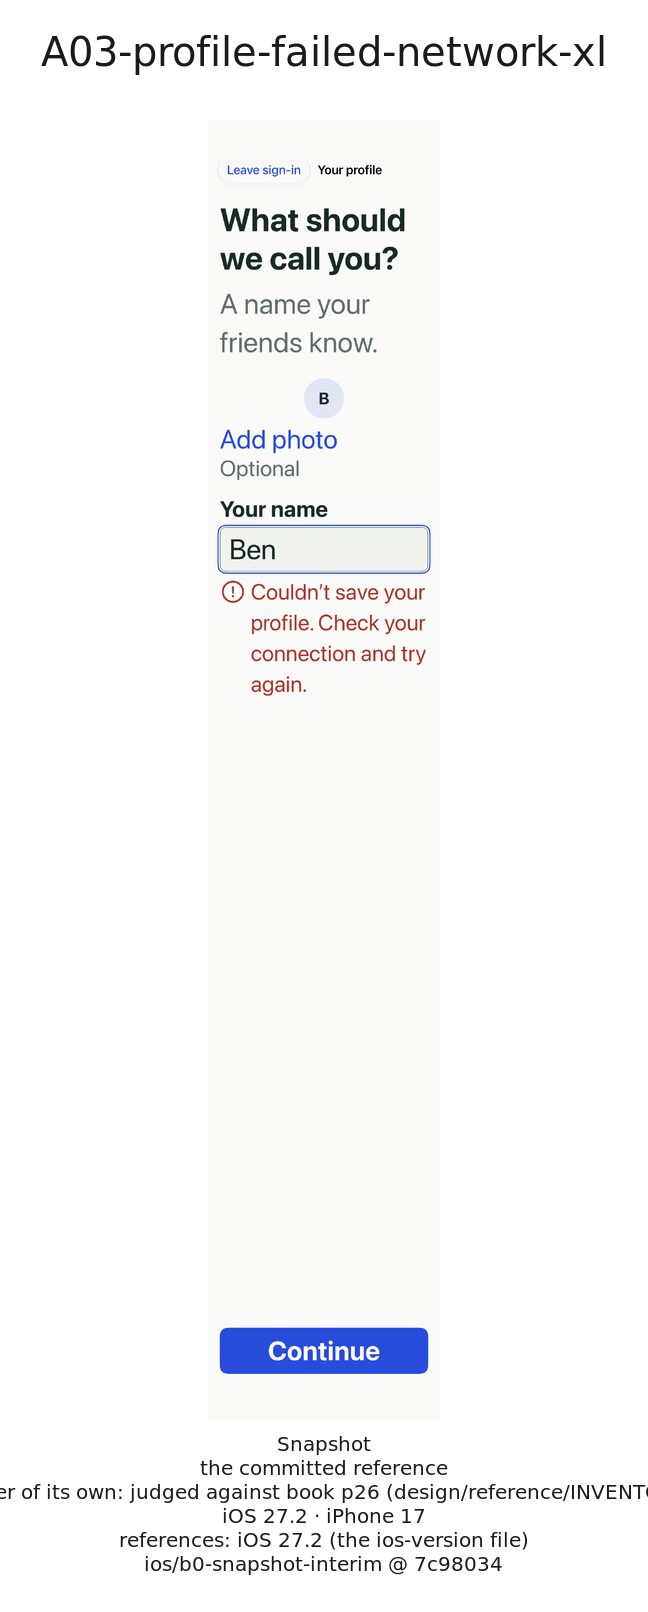 A03-profile-failed-network-xl
Leave sign-in Your profile
What should
we call you?
A name your
friends know.
B
Add photo
Optional
Your name
Ben
Couldn’t save your
profile. Check your
connection and try
again.
Continue
Snapshot
the committed reference
of its own: judged against book p26 (design/reference/
iOS 27.2 · iPhone 17
references: iOS 27.2 (the ios-version file)
ios/b0-snapshot-interim @ 7c98034